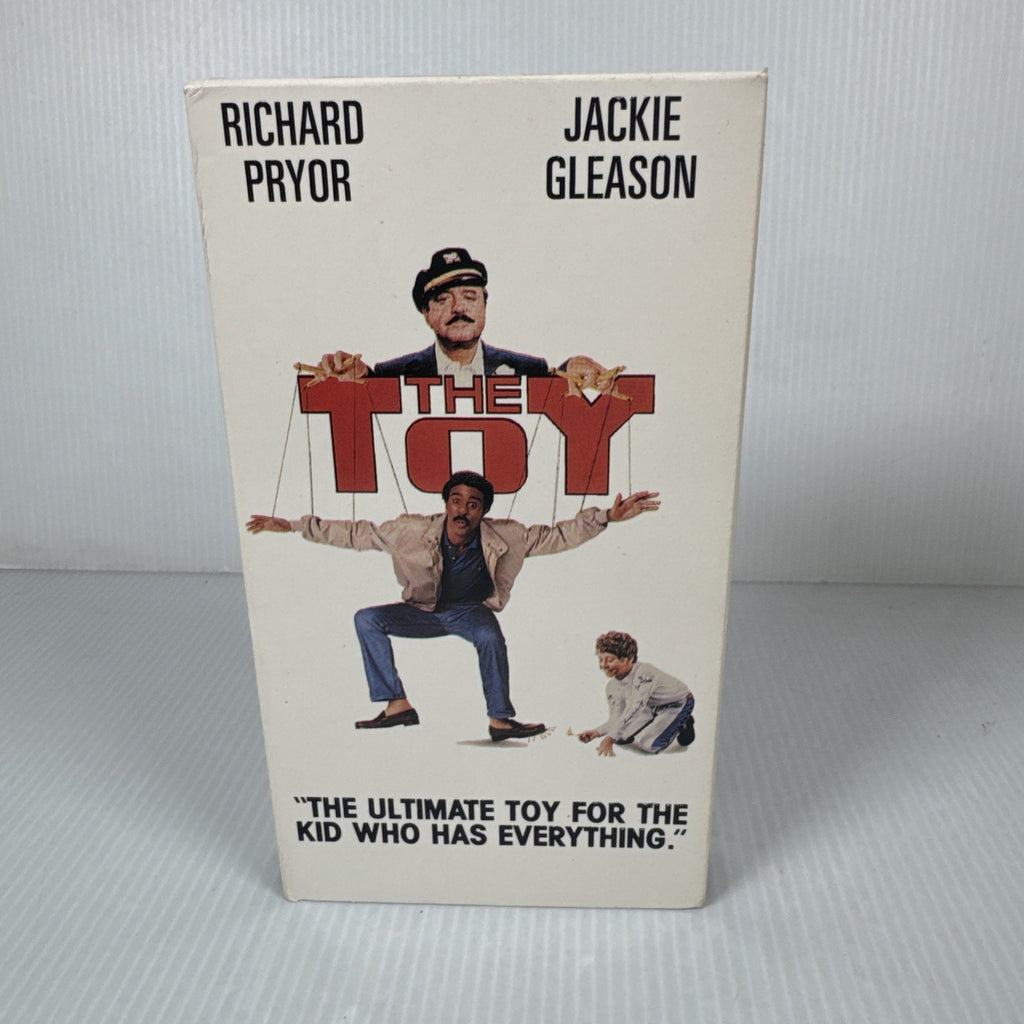 RICHARD
PRYOR
JACKIE
GLEASON
THE
TOY
"THE ULTIMATE TOY FOR THE
KID WHO HAS EVERYTHING."